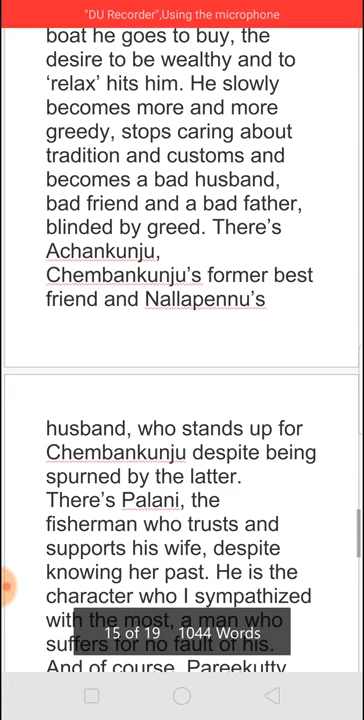 "DU Recorder",Using the microphone
boat he goes to buy, the
desire to be wealthy and to
‘relax’ hits him. He slowly
becomes more and more
greedy, stops caring about
tradition and customs and
becomes a bad husband,
bad friend and a bad father,
blinded by greed. There’s
Achankunju,
Chembankunju’s former best
friend and Nallapennu’s
husband, who stands up for
Chembankunju despite being
spurned by the latter.
There’s Palani, the
fisherman who trusts and
supports his wife, despite
knowing her past. He is the
character who I sympathized
with the most, a man who
15 of 19 1044 Words
suffers for no fault of his.
And of course, Pareekutty